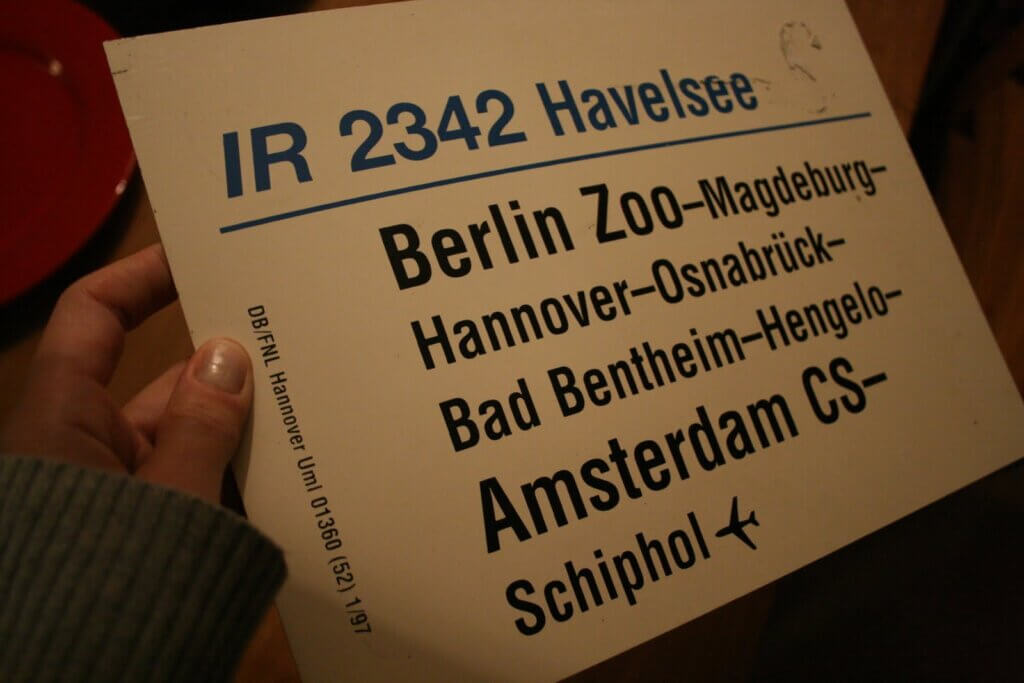 IR 2342 Havelsee
Berlin Zoo–Magdeburg–
Hannover–Osnabrück–
Bad Bentheim–Hengelo–
Amsterdam CS–
Schiphol
DB/FNL Hannover Uml 01360 (52) 1/97